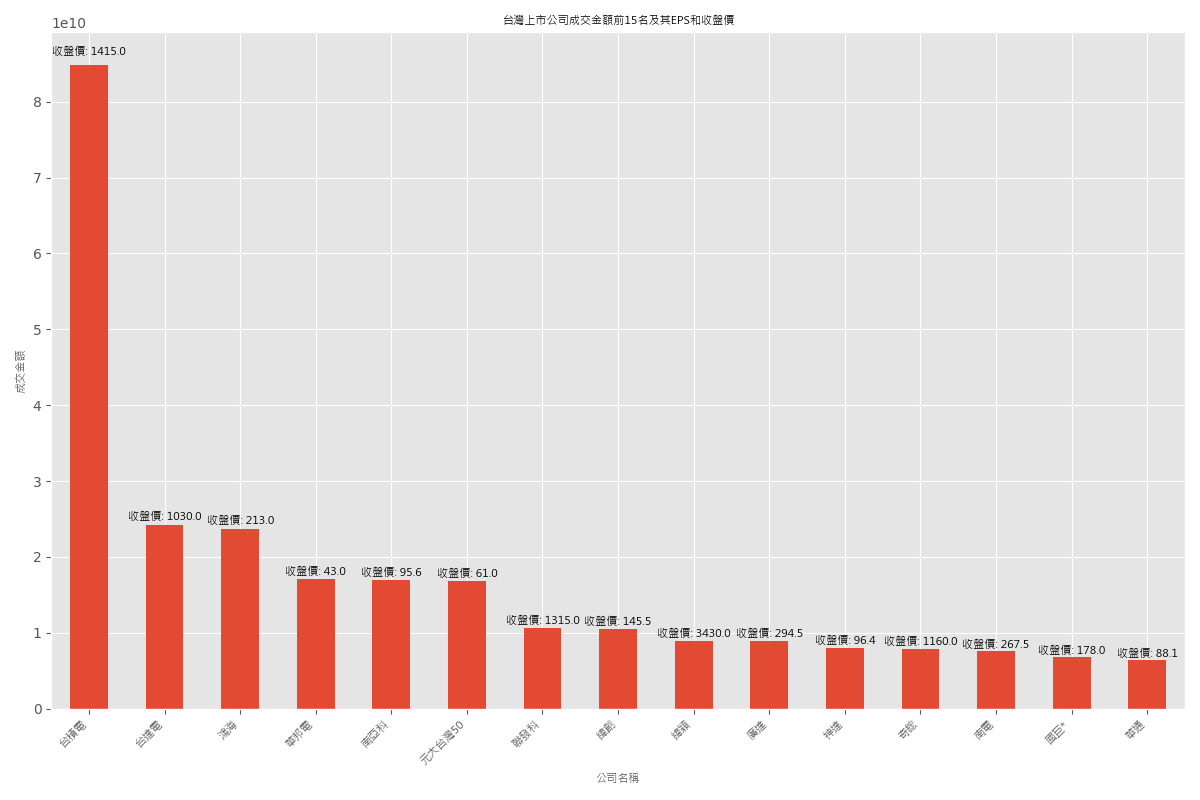 台灣上市公司成交金額前15名及其EPS和收盤價
1e10
收盤價: 1415.0
8
7
6
5
4
3
2
1
0
成交金額
收盤價: 1030.0
收盤價: 213.0
收盤價: 43.0
收盤價: 95.6
收盤價: 61.0
收盤價: 1315.0
收盤價: 145.5
收盤價: 3430.0
收盤價: 294.5
收盤價: 96.4
收盤價: 1160.0
收盤價: 267.5
收盤價: 178.0
收盤價: 88.1
台積電
台達電
鴻海
華邦電
南亞科
元大台灣50
聯發科
緯創
緯穎
廣達
神達
奇鋐
南電
國巨*
華通
公司名稱